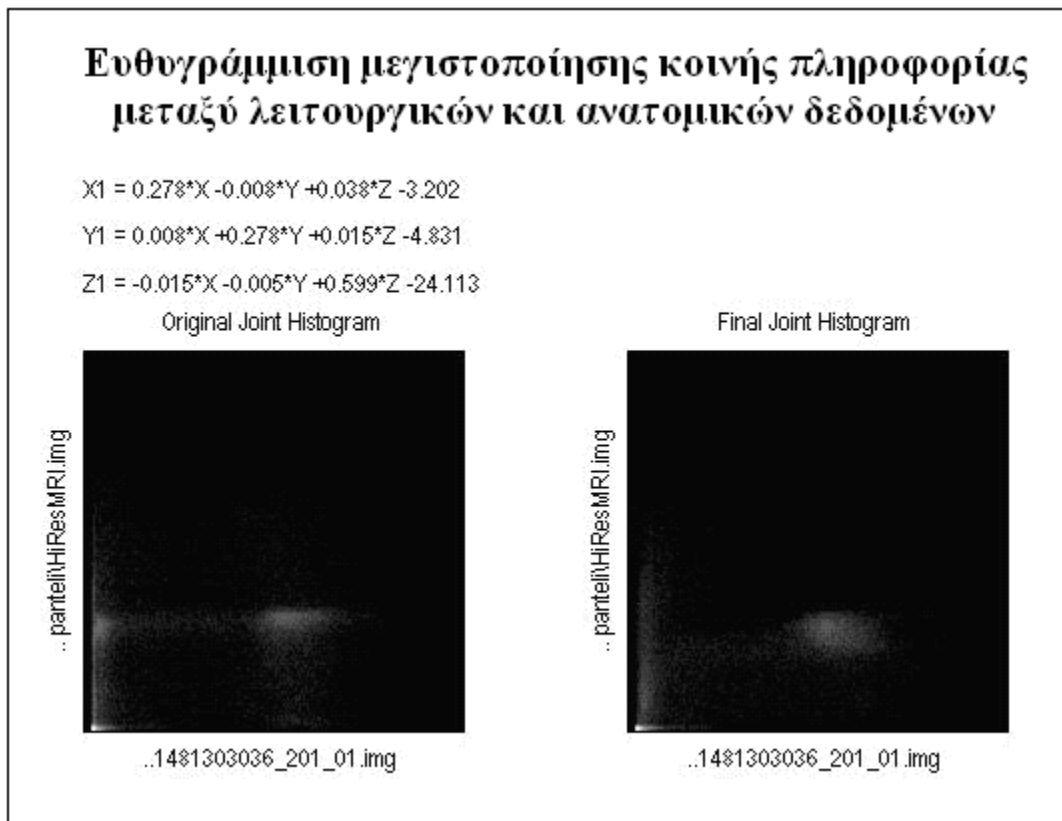 Ευθυγράμμιση μεγιστοποίησης κοινής πληροφορίας
μεταξύ λειτουργικών και ανατομικών δεδομένων
X1 = 0.278*X -0.008*Y +0.038*Z -3.202
Y1 = 0.008*X +0.278*Y +0.015*Z -4.831
Z1 = -0.015*X -0.005*Y +0.599*Z -24.113
Original Joint Histogram
..panteli\HiResMRI.img
..1481303036_201_01.img
Final Joint Histogram
..panteli\HiResMRI.img
..1481303036_201_01.img